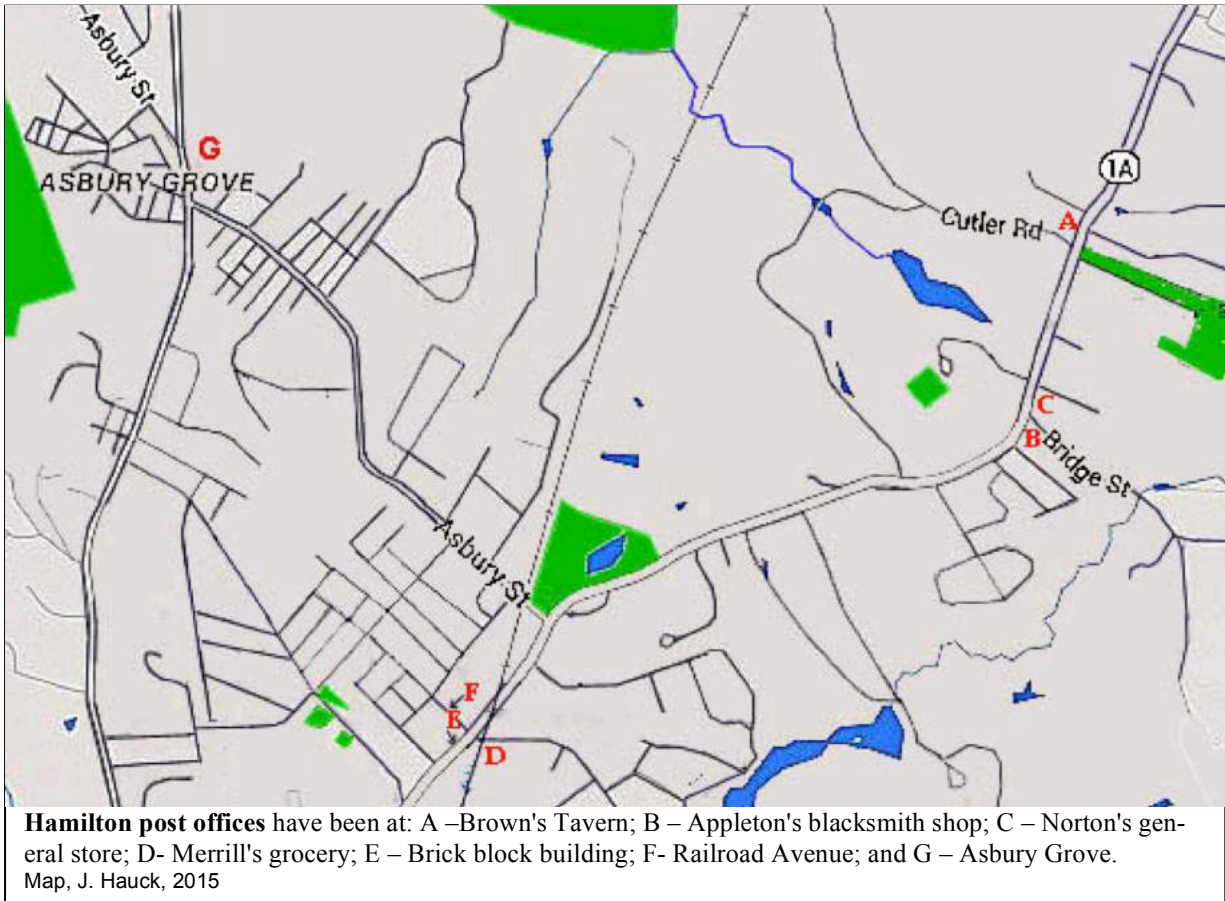 Asbury St
G
ASBURY GROVE
1A
Cutler Rd
A
C
B
Bridge St
Asbury St
F
E
D
Hamilton post offices have been at: A –Brown's Tavern; B – Appleton's blacksmith shop; C – Norton's gen-
eral store; D- Merrill's grocery; E – Brick block building; F- Railroad Avenue; and G – Asbury Grove.
Map, J. Hauck, 2015